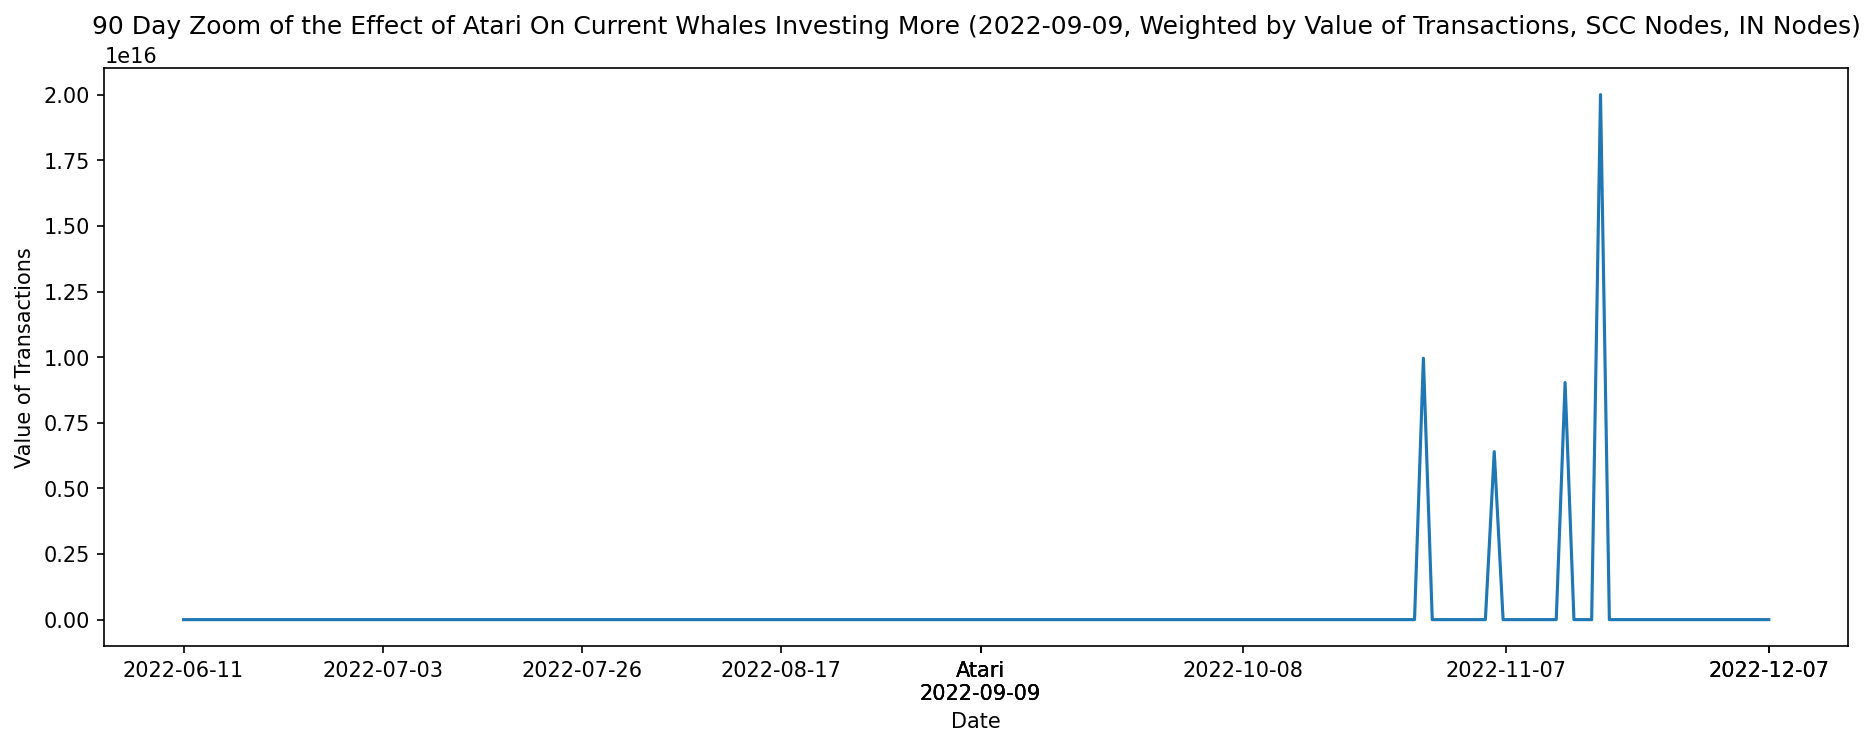 90 Day Zoom of the Effect of Atari On Current Whales Investing More (2022-09-09, Weighted by Value of Transactions, SCC Nodes, IN Nodes)
1e16
2.00
1.75
1.50
1.25
1.00
0.75
0.50
0.25
0.00
Value of Transactions
2022-06-11 2022-07-03 2022-07-26 2022-08-17 Atari 2022-10-08 2022-11-07 2022-12-07
2022-09-09
Date